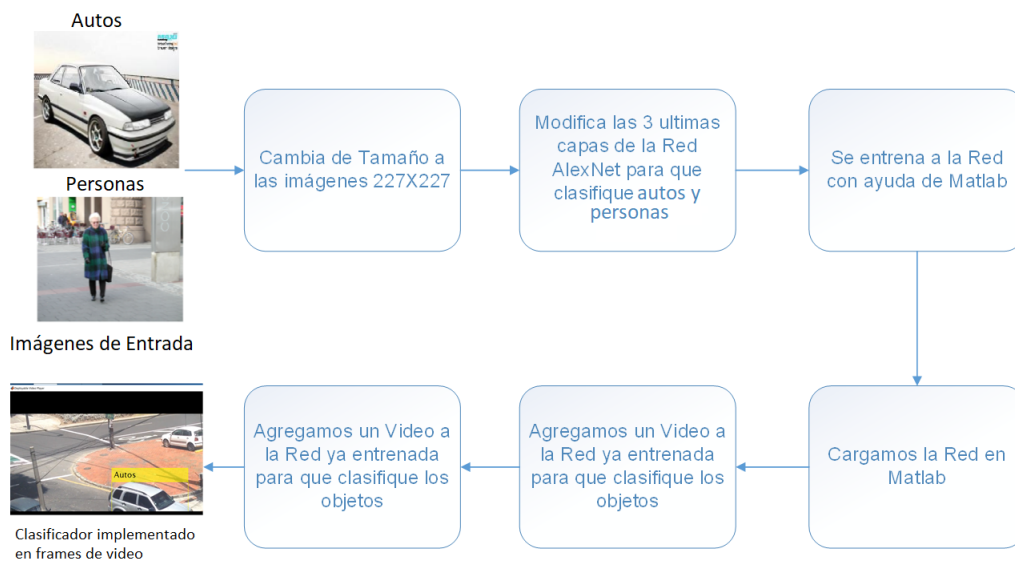 Autos
Personas
Imágenes de Entrada
Cambia de Tamaño a
las imágenes 227X227
Modifica las 3 ultimas
capas de la Red
AlexNet para que
clasifique autos y
personas
Se entrena a la Red
con ayuda de Matlab
Cargamos la Red en
Matlab
Agregamos un Video a
la Red ya entrenada
para que clasifique los
objetos
Agregamos un Video a
la Red ya entrenada
para que clasifique los
objetos
Autos
Clasificador implementado
en frames de video